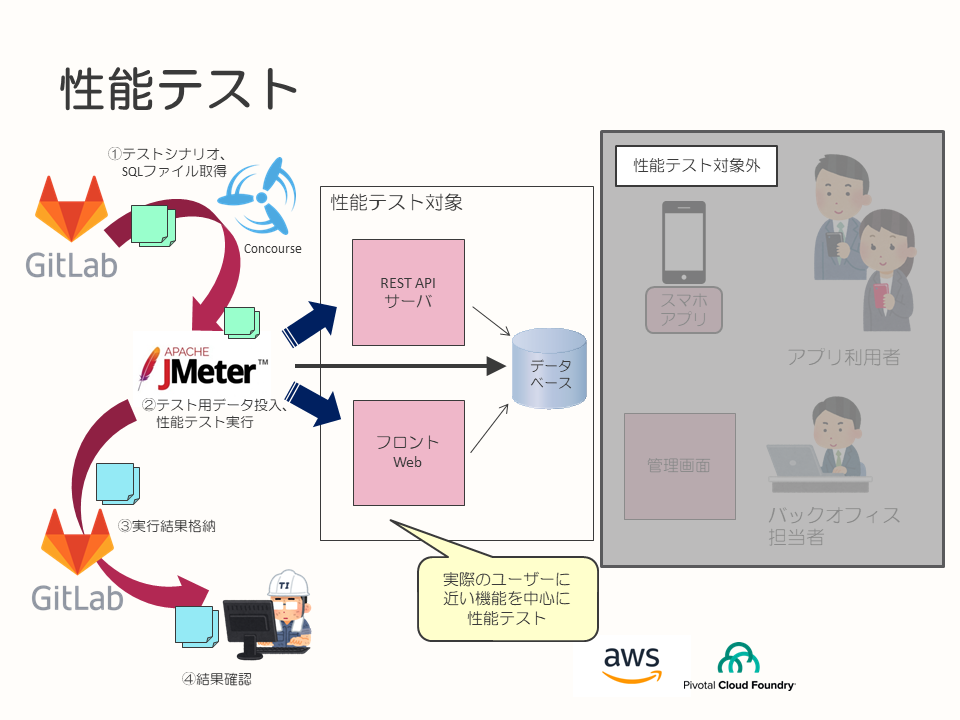 性能テスト
①テストシナリオ、
SQLファイル取得
GitLab
Concourse
APACHE
JMeter™
②テスト用データ投入、
性能テスト実行
③実行結果格納
GitLab
TI
④結果確認
性能テスト対象
REST API
サーバ
フロント
Web
データ
ベース
実際のユーザーに
近い機能を中心に
性能テスト
性能テスト対象外
スマホ
アプリ
アプリ利用者
管理画面
バックオフィス
担当者
aws
Pivotal Cloud Foundry